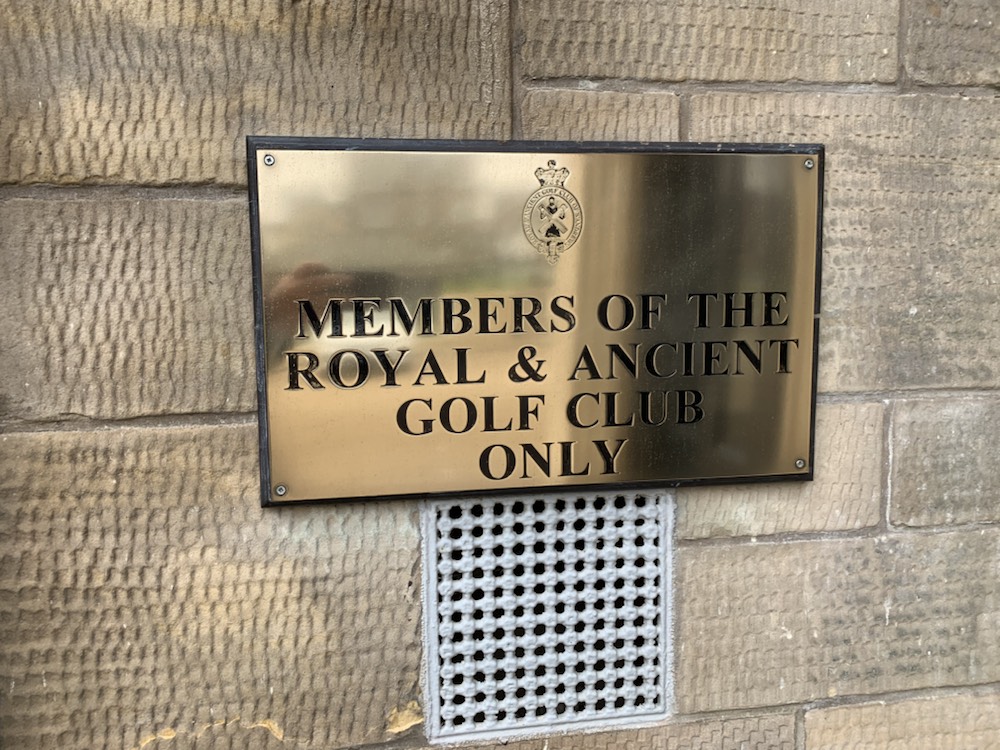 MEMBERS OF THE
ROYAL & ANCIENT
GOLF CLUB
ONLY